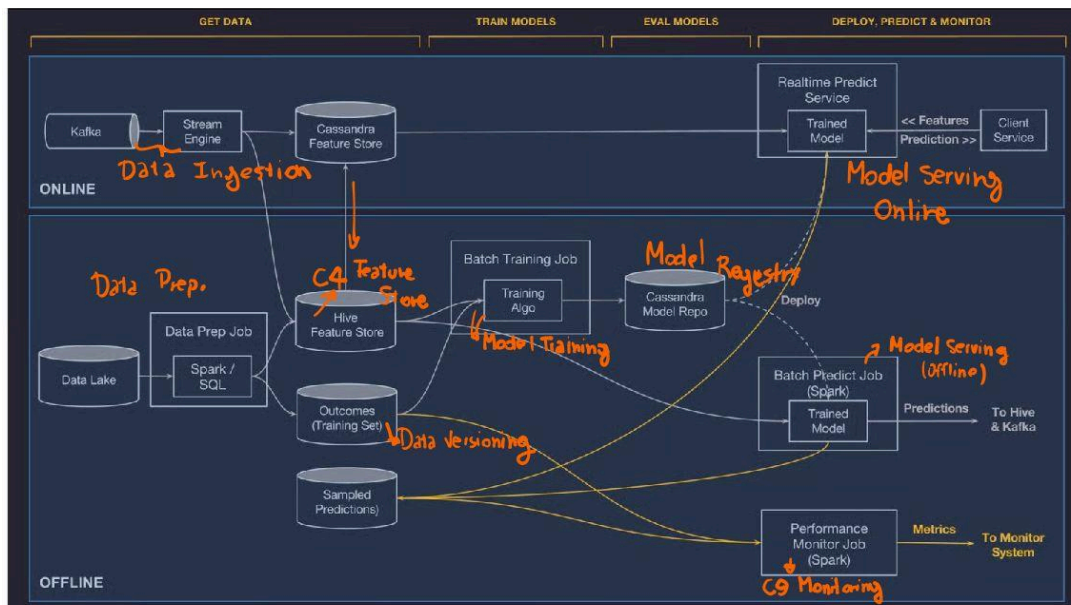 GET DATA
TRAIN MODELS
EVAL MODELS
DEPLOY, PREDICT & MONITOR
Realtime Predict
Service
Kafka
Stream
Engine
Cassandra
Feature Store
Trained
Model
<< Features
Prediction >>
Client
Service
Data Ingestion
ONLINE
Model Serving
Online
Data Prep.
C4 Feature
Store
Batch Training Job
Training
Algo
Model
Registry
Cassandra
Model Repo
Deploy
Data Prep Job
Data Lake
Spark /
SQL
Hive
Feature Store
Model Training
Model Serving
(offline)
Batch Predict Job
(Spark)
Trained
Model
Predictions
To Hive
& Kafka
Outcomes
(Training Set)
Data Versioning
Sampled
Predictions)
Performance
Monitor Job
(Spark)
Metrics
To Monitor
System
C9 Monitoring
OFFLINE